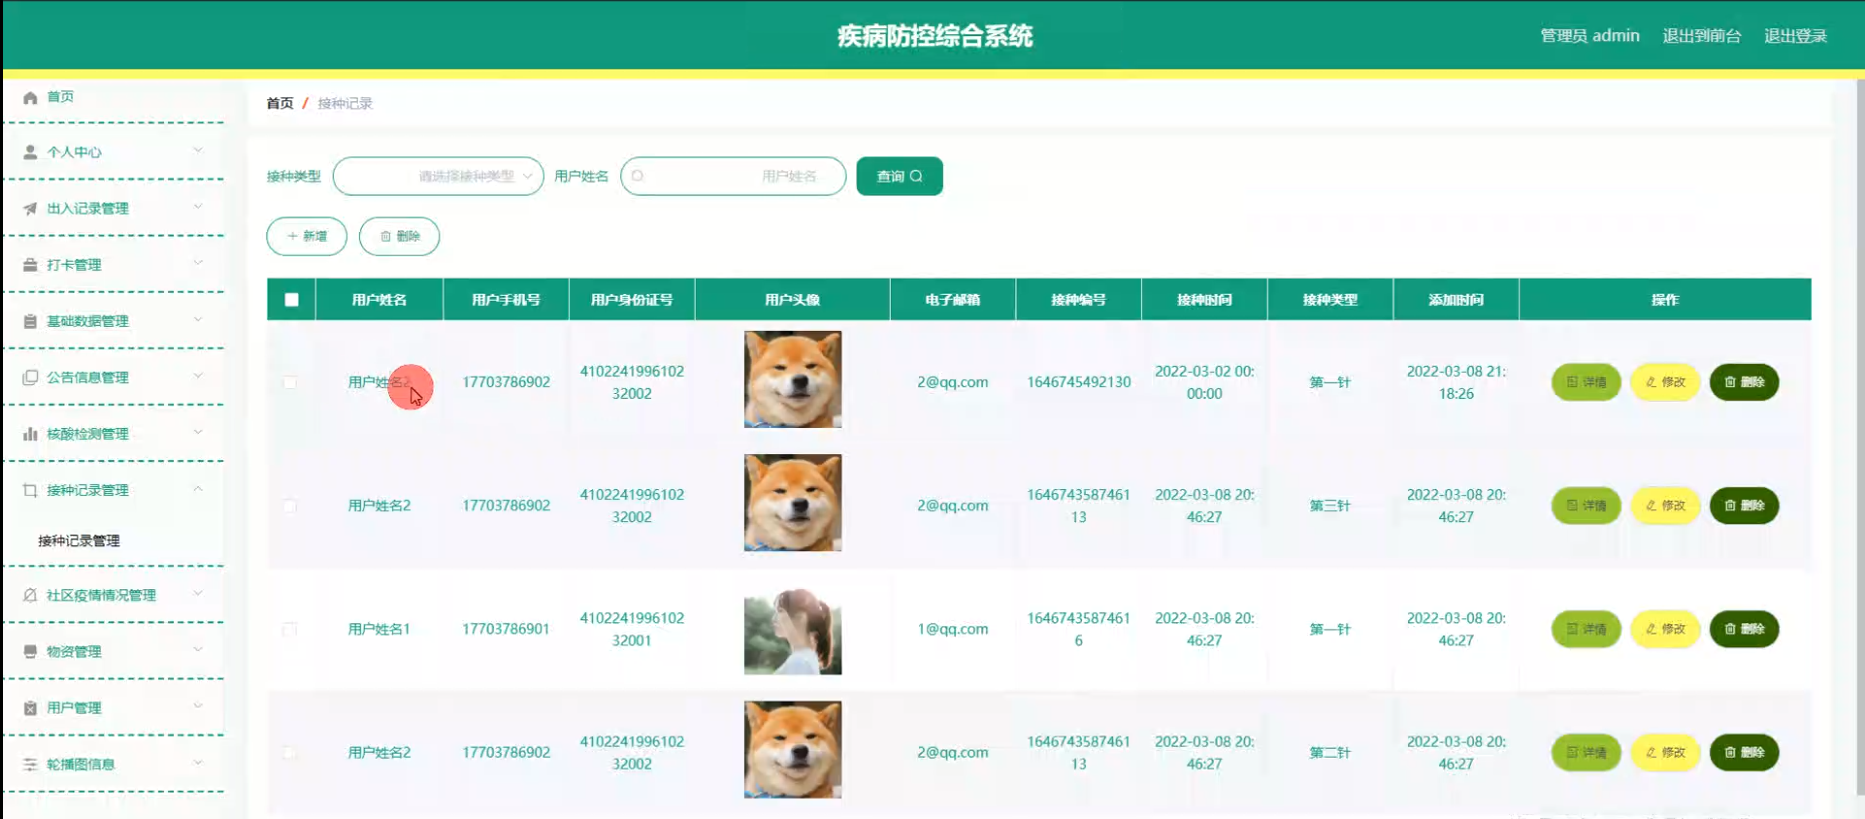 疾病防控综合系统
管理员 admin
退出到前台
退出登录
首页
个人中心
出入记录管理
打卡管理
基础数据管理
公告信息管理
核酸检测管理
接种记录管理
接种记录管理
社区疫情情况管理
物资管理
用户管理
轮播图信息
首页 / 接种记录
接种类型 请选择接种类型 用户姓名 用户姓名 查询
新增 删除
用户姓名 用户手机号 用户身份证号 用户头像 电子邮箱 接种编号 接种时间 接种类型 添加时间 操作
用户姓名2 17703786902 4102241996102 2@qq.com 1646745492130 2022-03-02 00: 第一针 2022-03-08 21: 详情 修改 删除
32002 00:00 18:26
用户姓名2 17703786902 4102241996102 2@qq.com 1646743587461 2022-03-08 20: 第三针 2022-03-08 20: 详情 修改 删除
32002 13 46:27 46:27
用户姓名1 17703786901 4102241996102 1@qq.com 1646743587461 2022-03-08 20: 第一针 2022-03-08 20: 详情 修改 删除
32001 6 46:27 46:27
用户姓名2 17703786902 4102241996102 2@qq.com 1646743587461 2022-03-08 20: 第二针 2022-03-08 20: 详情 修改 删除
32002 13 46:27 46:27